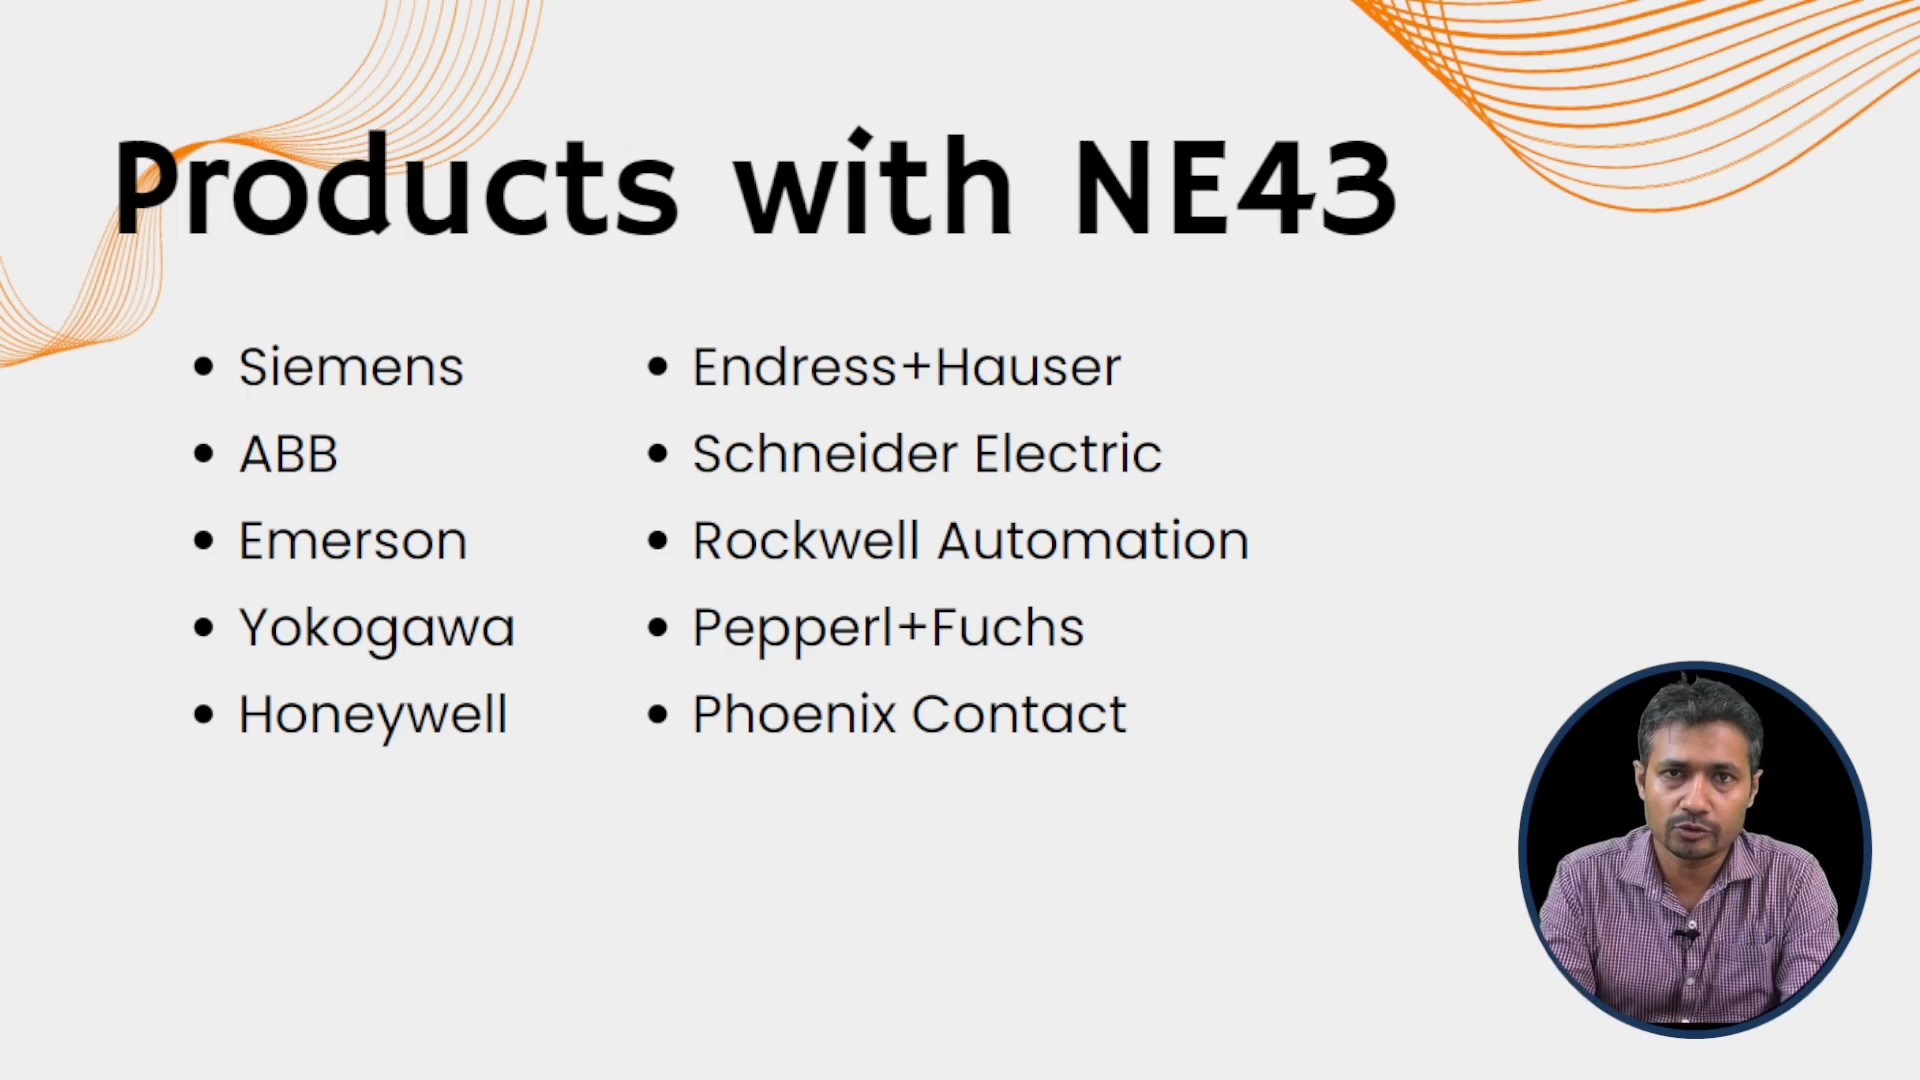 Products with NE43
Siemens
ABB
Emerson
Yokogawa
Honeywell
Endress+Hauser
Schneider Electric
Rockwell Automation
Pepperl+Fuchs
Phoenix Contact